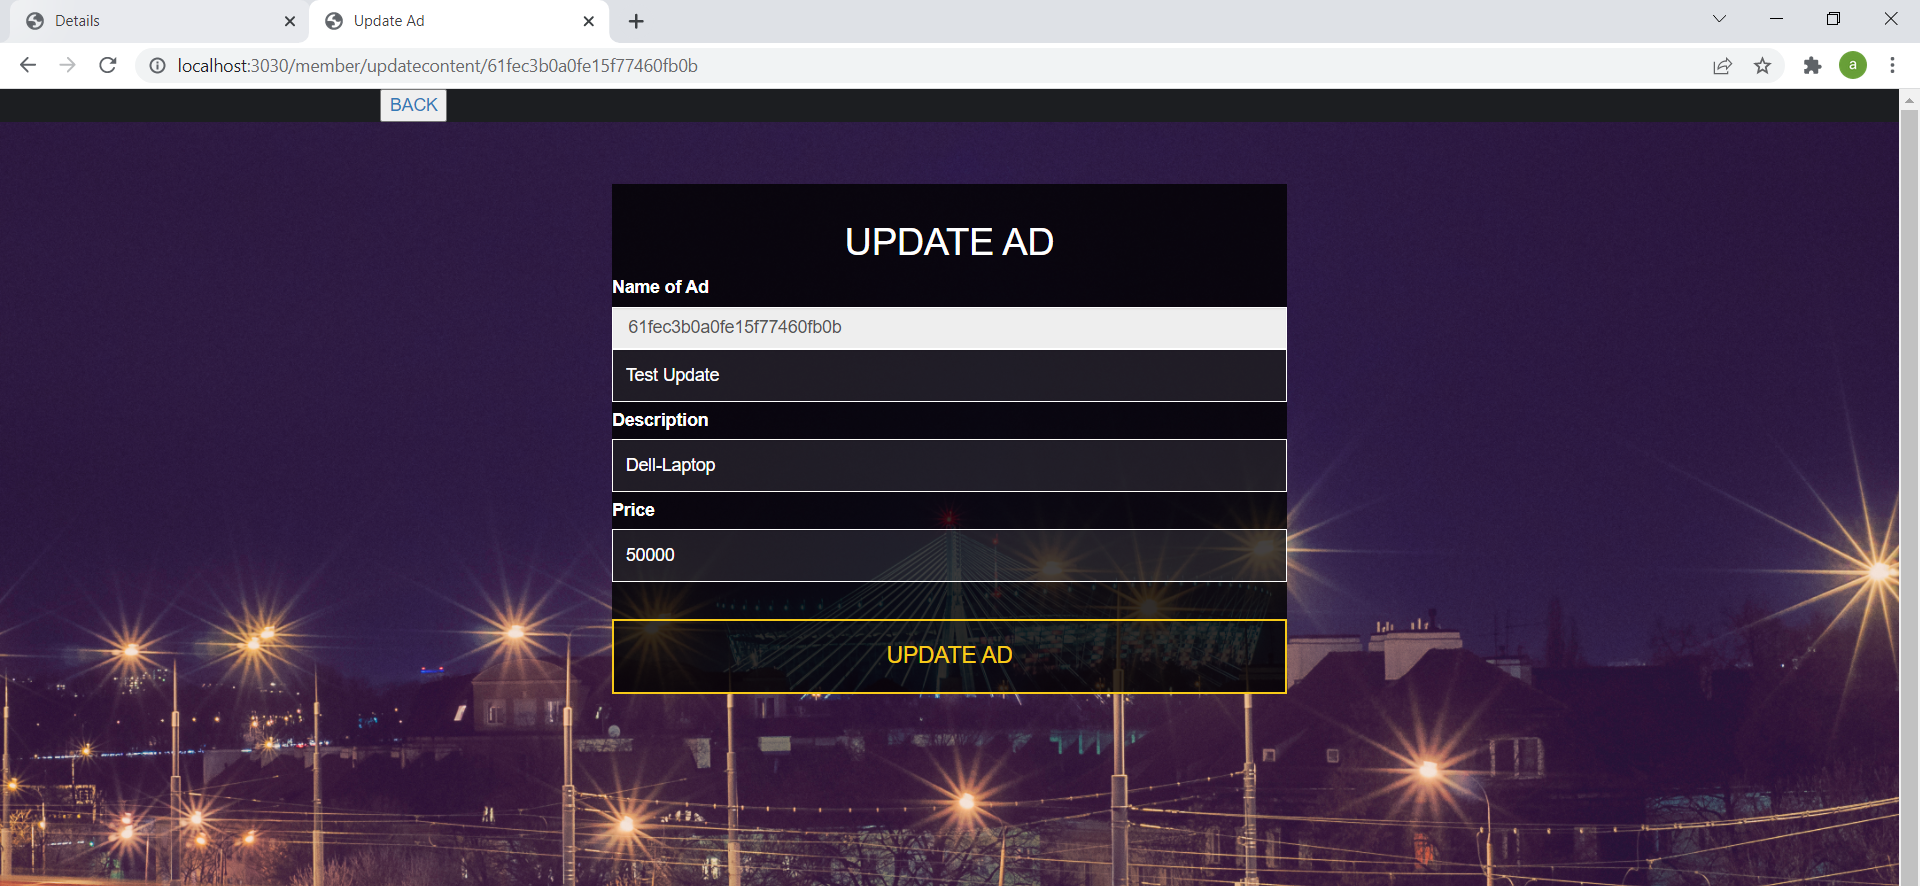 Details
Update Ad
localhost:3030/member/updatecontent/61fec3b0a0fe15f77460fb0b
a
BACK
UPDATE AD
Name of Ad
61fec3b0a0fe15f77460fb0b
Test Update
Description
Dell-Laptop
Price
50000
UPDATE AD